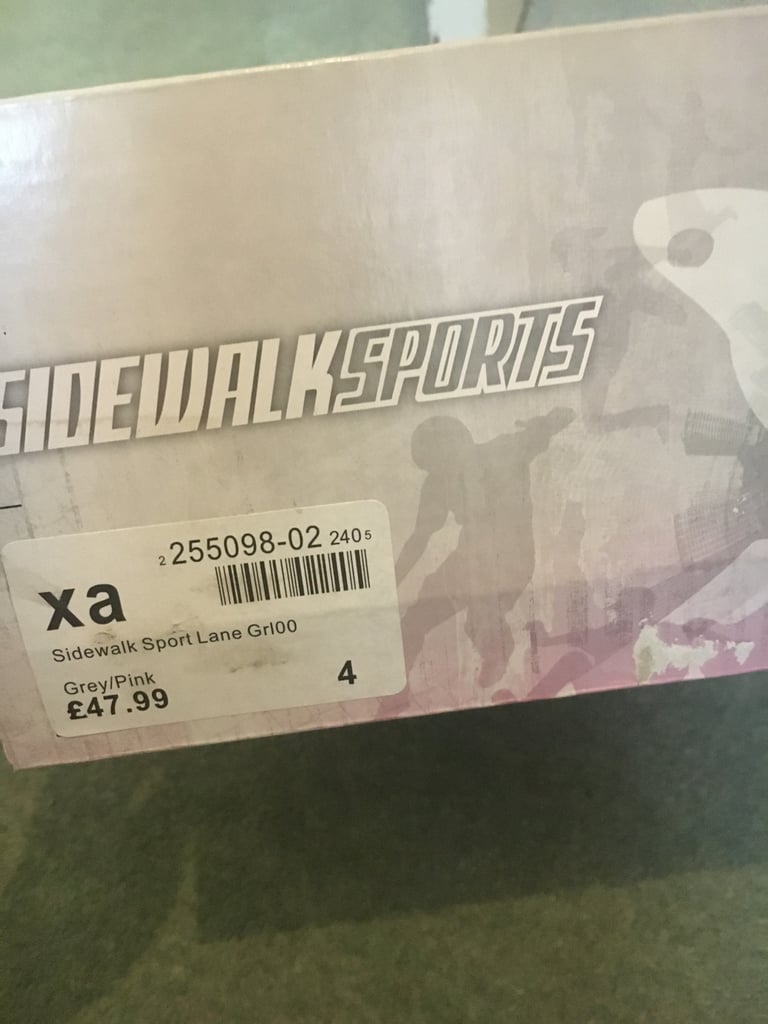 SIDEWALKSPORTS
2 255098-02 240 5
xa
Sidewalk Sport Lane Grl00
Grey/Pink
4
£47.99